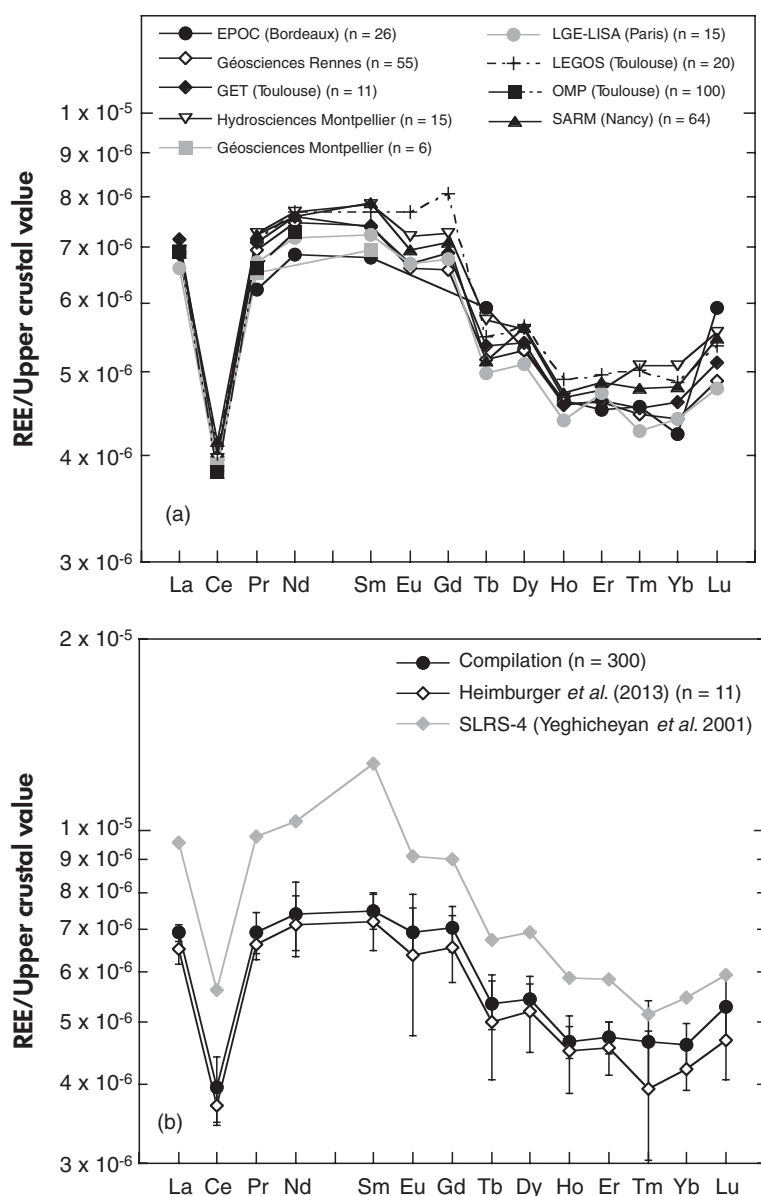 EPOC (Bordeaux) (n = 26)
Géosciences Rennes (n = 55)
GET (Toulouse) (n = 11)
Hydrosciences Montpellier (n = 15)
Géosciences Montpellier (n = 6)
LGE-LISA (Paris) (n = 15)
LEGOS (Toulouse) (n = 20)
OMP (Toulouse) (n = 100)
SARM (Nancy) (n = 64)
REE/Upper crustal value
1 x 10⁻⁵
9 x 10⁻⁶
8 x 10⁻⁶
7 x 10⁻⁶
6 x 10⁻⁶
5 x 10⁻⁶
4 x 10⁻⁶
3 x 10⁻⁶
(a)
La Ce Pr Nd Sm Eu Gd Tb Dy Ho Er Tm Yb Lu
Compilation (n = 300)
Heimburger et al. (2013) (n = 11)
SLRS-4 (Yeghicheyan et al. 2001)
REE/Upper crustal value
2 x 10⁻⁵
1 x 10⁻⁵
9 x 10⁻⁶
8 x 10⁻⁶
7 x 10⁻⁶
6 x 10⁻⁶
5 x 10⁻⁶
4 x 10⁻⁶
3 x 10⁻⁶
(b)
La Ce Pr Nd Sm Eu Gd Tb Dy Ho Er Tm Yb Lu